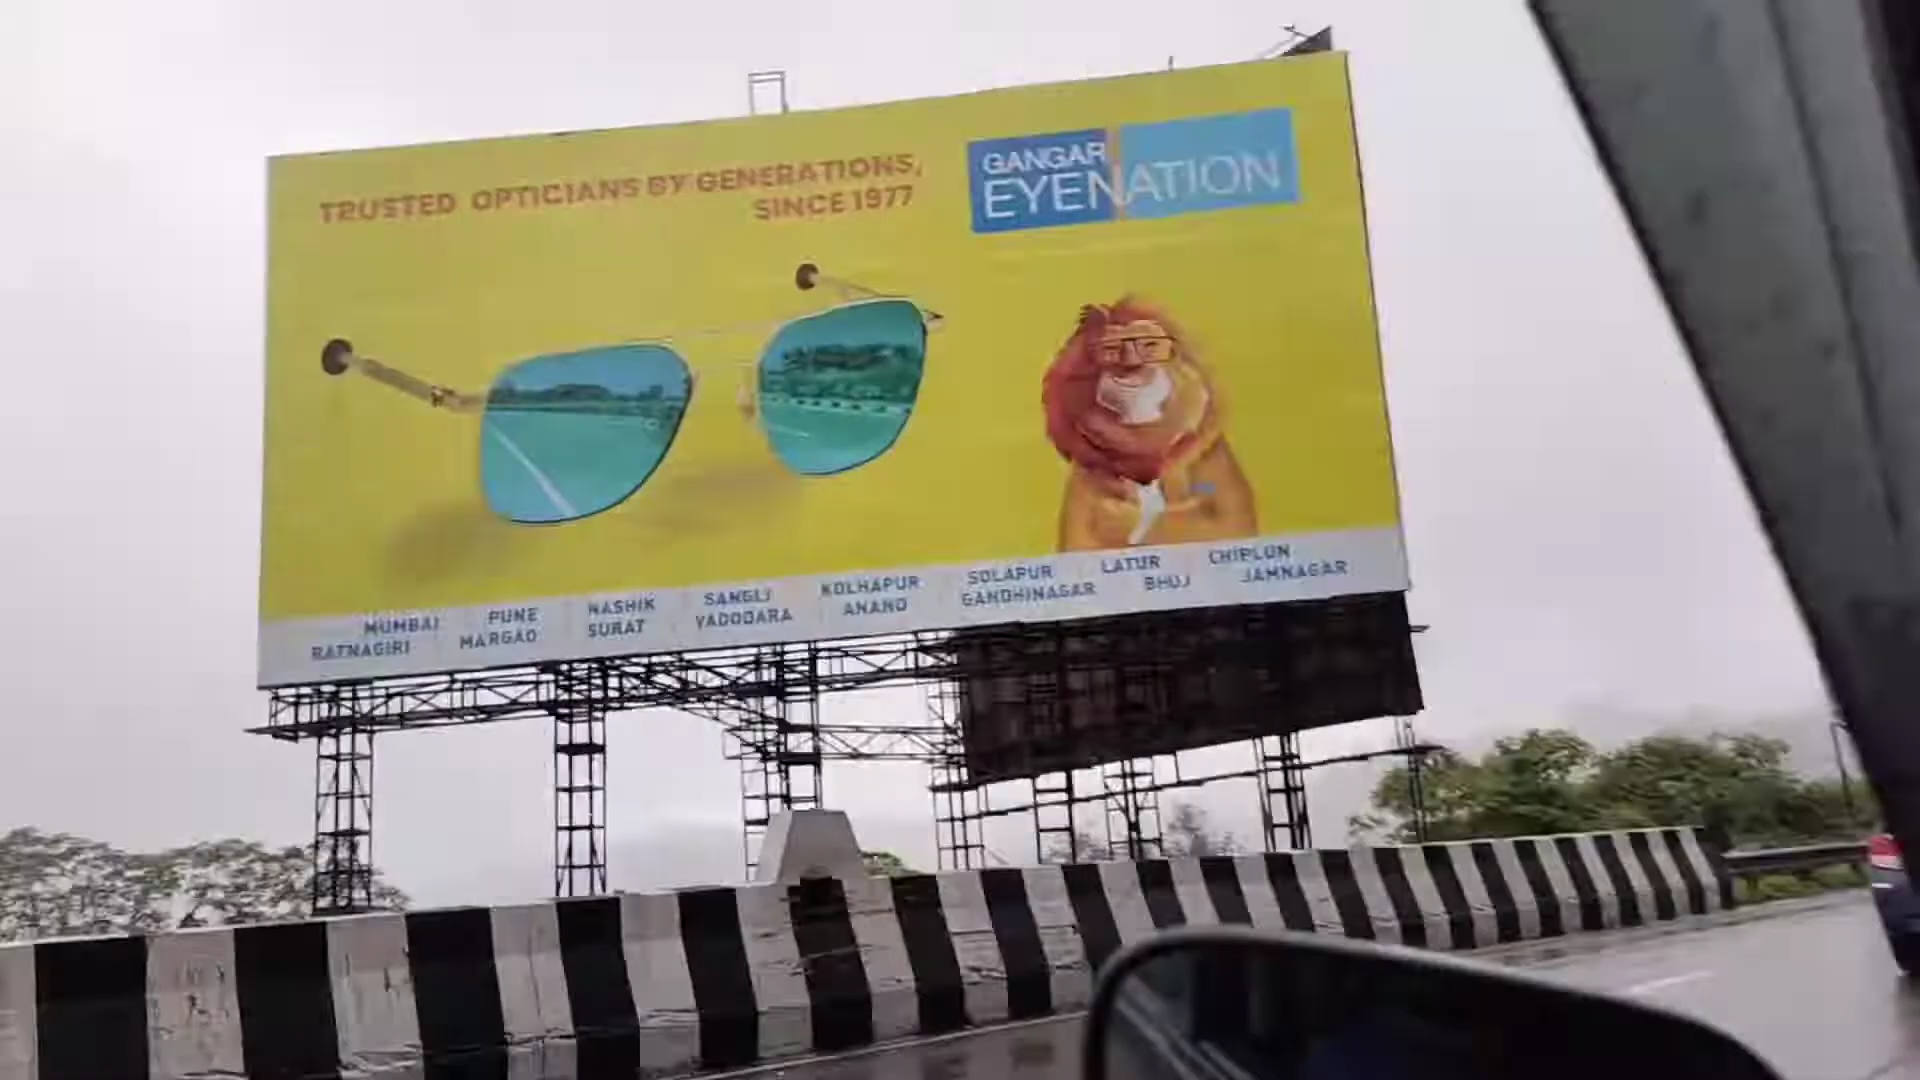 TRUSTED OPTICIANS BY GENERATIONS,
SINCE 1977
GANGAR
EYENATION
MUMBAI PUNE NASHIK SANGLI KOLHAPUR SOLAPUR LATUR CHIPLUN
RATNAGIRI MARGAO SURAT VADODARA ANAND GANDHINAGAR BHUJ JAMNAGAR